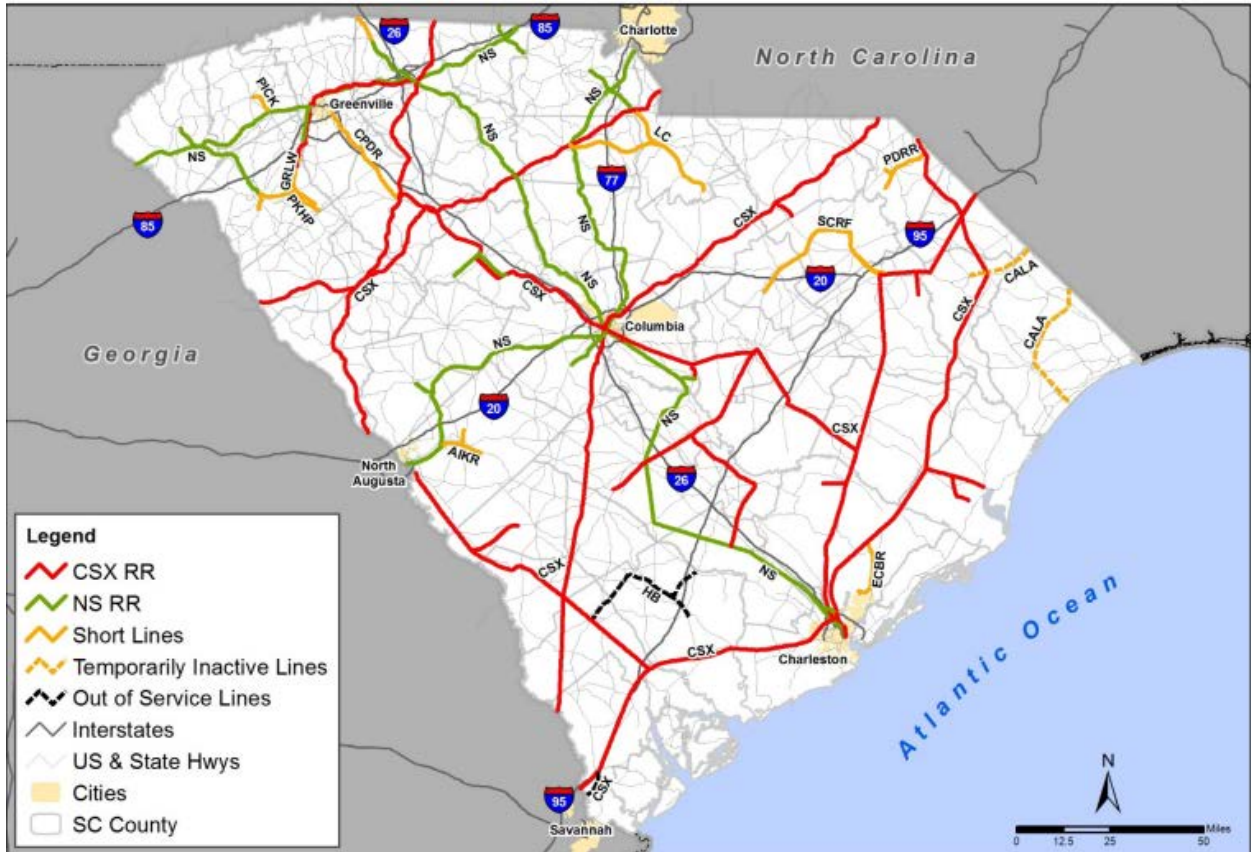 26
85
Charlotte
North Carolina
NS
PICK
Greenville
NS
NS
LC
CPDR
NS
GRLW
PKHP
77
PDRR
85
CSX
SCRF
95
NS
20
CALA
CSX
CSX
NS
CSX
CALA
Columbia
Georgia
NS
20
NS
CSX
AIKR
North
Augusta
26
CSX
HB
NS
ECBR
CSX
Charleston
Atlantic Ocean
CSX
95
Savannah
Legend
CSX RR
NS RR
Short Lines
Temporarily Inactive Lines
Out of Service Lines
Interstates
US & State Hwys
Cities
SC County
N
0 12.5 25 50 Miles